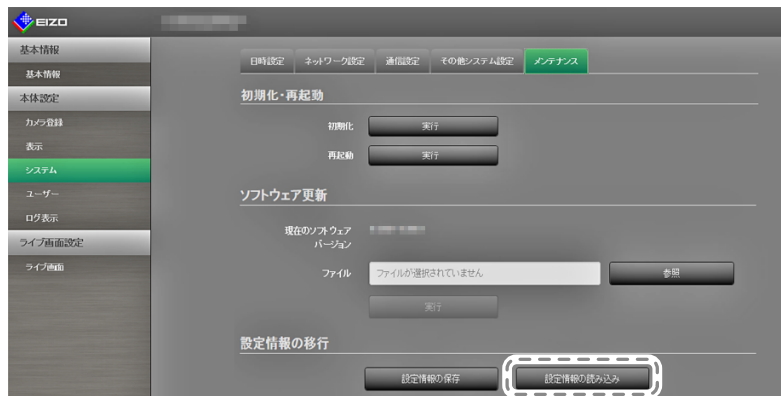 EIZO
基本情報
基本情報
本体設定
カメラ登録
表示
システム
ユーザー
ログ表示
ライブ画面設定
ライブ画面
日時設定 ネットワーク設定 通信設定 その他システム設定 メンテナンス
初期化・再起動
初期化 実行
再起動 実行
ソフトウェア更新
現在のソフトウェア
バージョン
ファイル ファイルが選択されていません 参照
実行
設定情報の移行
設定情報の保存 設定情報の読み込み